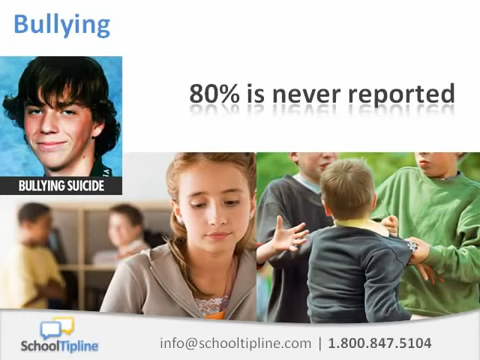 Bullying
80% is never reported
BULLYING SUICIDE
SchoolTipline
info@schooltipline.com | 1.800.847.5104